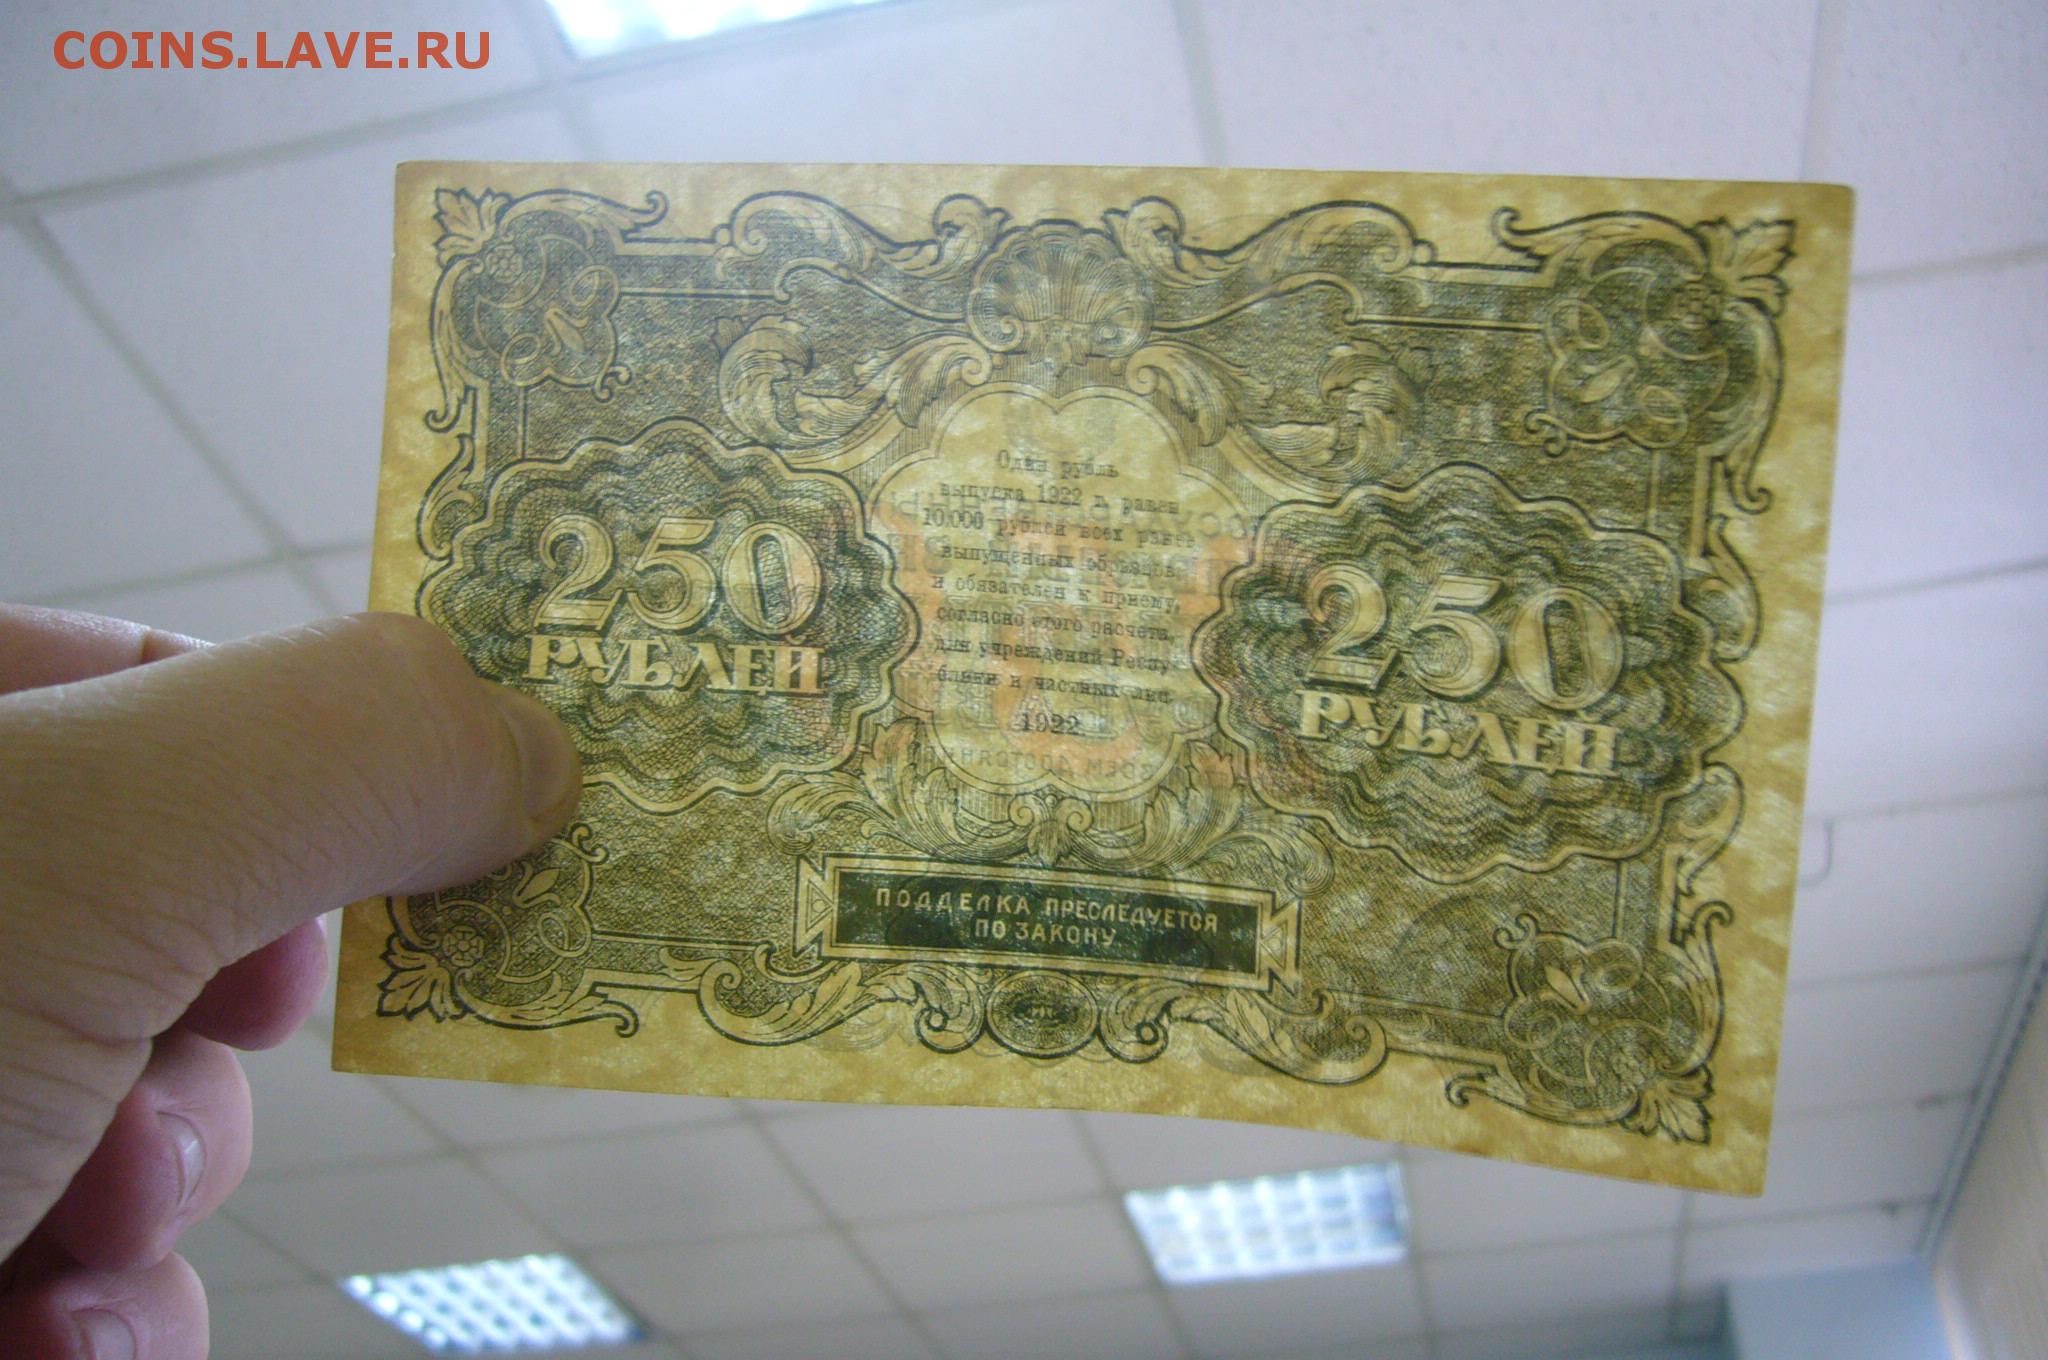 COINS.LAVE.RU
250
РУБЛЕЙ
Один рубль
выпуска 1922 г. равен
10.000 рублей всех ранее
выпущенных образцов
и обязателен к приему,
согласно этого расчета,
для учреждений Респу-
блики и частных лиц.
1922
250
РУБЛЕЙ
ПОДДЕЛКА ПРЕСЛЕДУЕТСЯ
ПО ЗАКОНУ